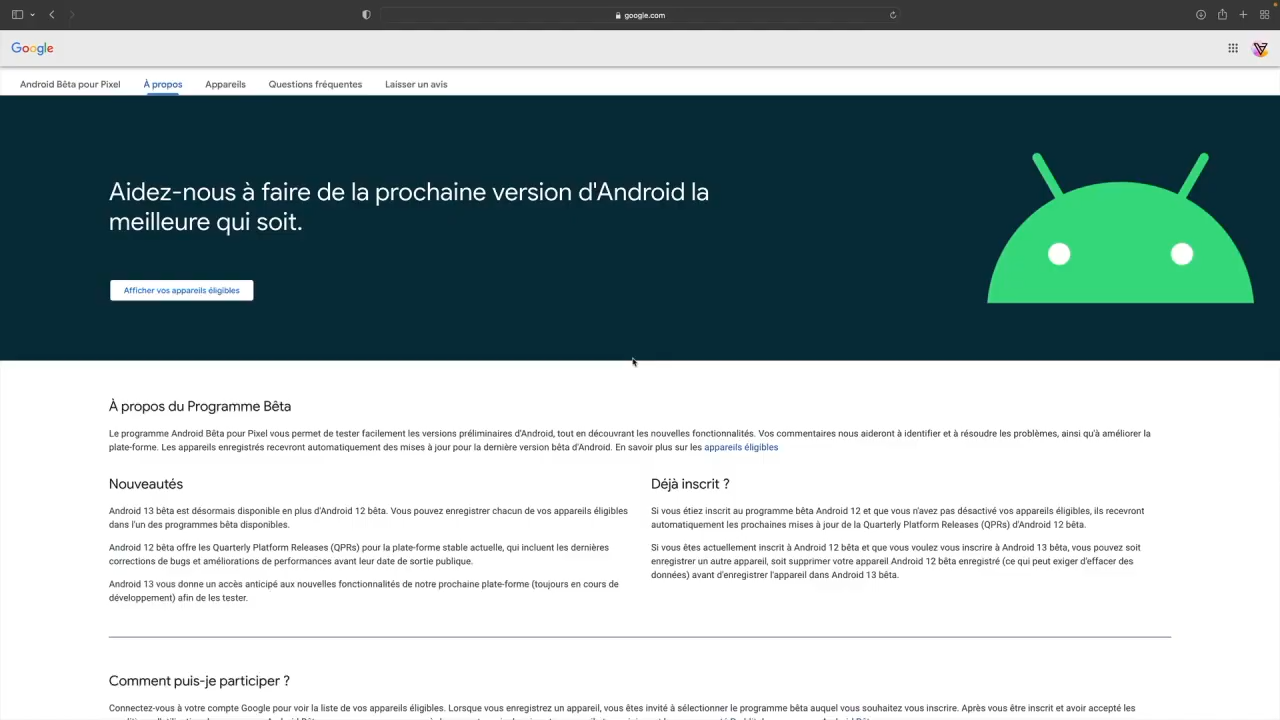 google.com
Google
Android Bêta pour Pixel
À propos
Appareils
Questions fréquentes
Laisser un avis
Aidez-nous à faire de la prochaine version d'Android la
meilleure qui soit.
Afficher vos appareils éligibles
À propos du Programme Bêta
Le programme Android Bêta pour Pixel vous permet de tester facilement les versions préliminaires d'Android, tout en découvrant les nouvelles fonctionnalités. Vos commentaires nous aideront à identifier et à résoudre les problèmes, ainsi qu'à améliorer la
plate-forme. Les appareils enregistrés recevront automatiquement des mises à jour pour la dernière version bêta d'Android. En savoir plus sur les appareils éligibles
Nouveautés
Android 13 bêta est désormais disponible en plus d'Android 12 bêta. Vous pouvez enregistrer chacun de vos appareils éligibles
dans l'un des programmes bêta disponibles.
Android 12 bêta offre les Quarterly Platform Releases (QPRs) pour la plate-forme stable actuelle, qui incluent les dernières
corrections de bugs et améliorations de performances avant leur date de sortie publique.
Android 13 vous donne un accès anticipé aux nouvelles fonctionnalités de notre prochaine plate-forme (toujours en cours de
développement) afin de les tester.
Déjà inscrit ?
Si vous étiez inscrit au programme bêta Android 12 et que vous n'avez pas désactivé vos appareils éligibles, ils recevront
automatiquement les prochaines mises à jour de la Quarterly Platform Releases (QPRs) d'Android 12 bêta.
Si vous êtes actuellement inscrit à Android 12 bêta et que vous voulez vous inscrire à Android 13 bêta, vous pouvez soit
enregistrer un autre appareil, soit supprimer votre appareil Android 12 bêta enregistré (ce qui peut exiger d'effacer des
données) avant d'enregistrer l'appareil dans Android 13 bêta.
Comment puis-je participer ?
Connectez-vous à votre compte Google pour voir la liste de vos appareils éligibles. Lorsque vous enregistrez un appareil, vous êtes invité à sélectionner le programme bêta auquel vous souhaitez vous inscrire. Après vous être inscrit et avoir accepté les